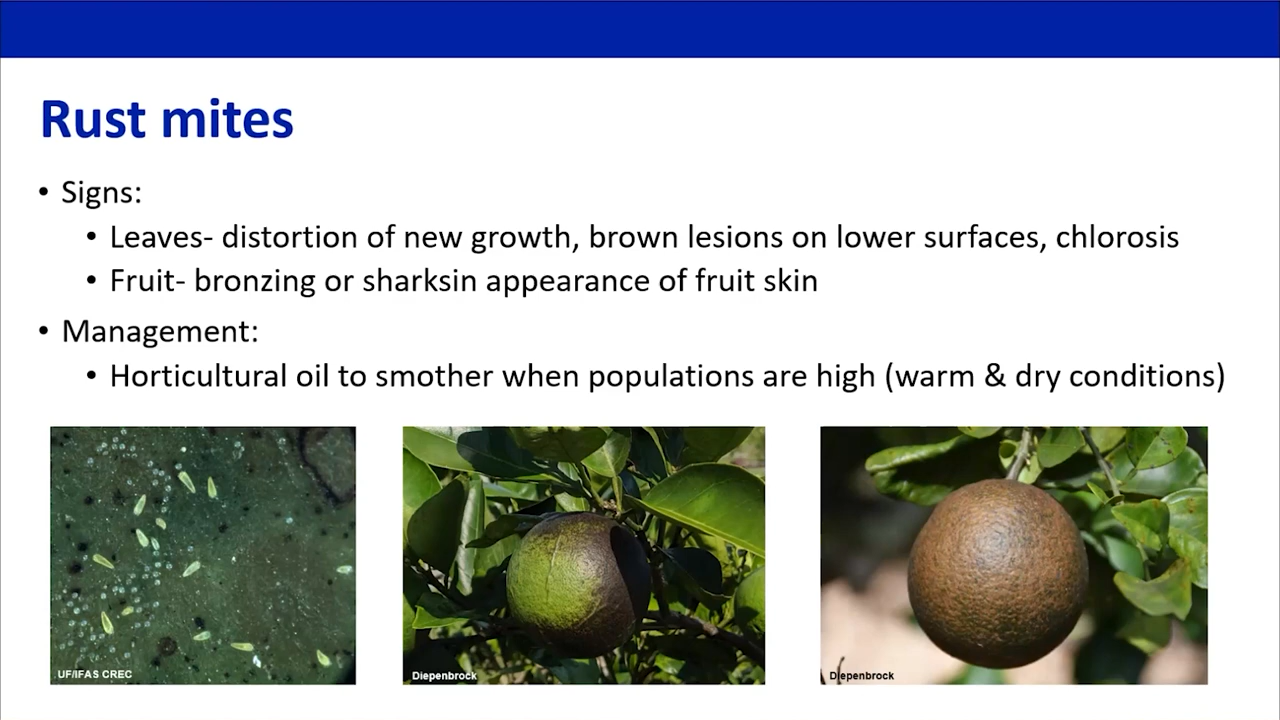 Rust mites
• Signs:
• Leaves- distortion of new growth, brown lesions on lower surfaces, chlorosis
• Fruit- bronzing or sharksin appearance of fruit skin
• Management:
• Horticultural oil to smother when populations are high (warm & dry conditions)
UF/IFAS CREC
Diepenbrock
Diepenbrock